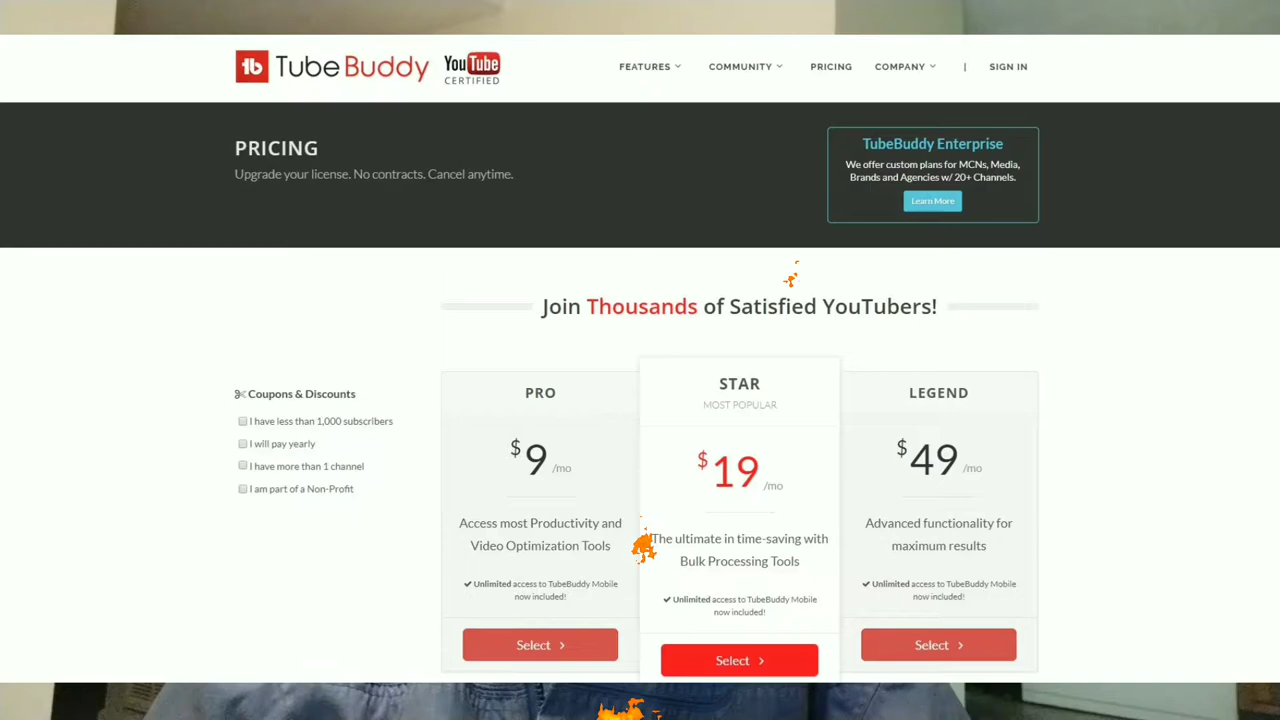 TubeBuddy YouTube CERTIFIED
FEATURES COMMUNITY PRICING COMPANY | SIGN IN
PRICING
Upgrade your license. No contracts. Cancel anytime.
TubeBuddy Enterprise
We offer custom plans for MCNs, Media,
Brands and Agencies w/ 20+ Channels.
Learn More
Join Thousands of Satisfied YouTubers!
Coupons & Discounts
I have less than 1,000 subscribers
I will pay yearly
I have more than 1 channel
I am part of a Non-Profit
PRO
$9 /mo
Access most Productivity and
Video Optimization Tools
Unlimited access to TubeBuddy Mobile
now included!
Select
STAR
MOST POPULAR
$19 /mo
The ultimate in time-saving with
Bulk Processing Tools
Unlimited access to TubeBuddy Mobile
now included!
Select
LEGEND
$49 /mo
Advanced functionality for
maximum results
Unlimited access to TubeBuddy Mobile
now included!
Select